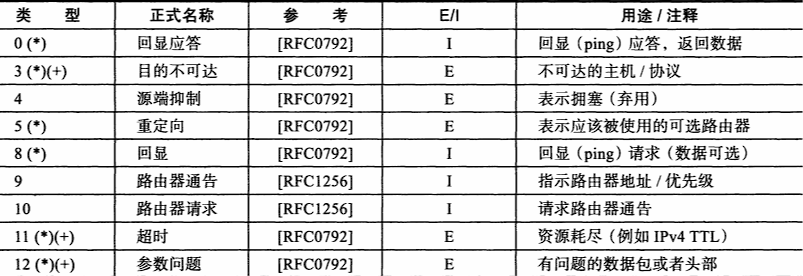 类 型 正式名称 参 考 E/I 用途 / 注释
0 (*) 回显应答 [RFC0792] I 回显（ping）应答，返回数据
3 (*)(+) 目的不可达 [RFC0792] E 不可达的主机 / 协议
4 源端抑制 [RFC0792] E 表示拥塞（弃用）
5 (*) 重定向 [RFC0792] E 表示应该被使用的可选路由器
8 (*) 回显 [RFC0792] I 回显（ping）请求（数据可选）
9 路由器通告 [RFC1256] I 指示路由器地址 / 优先级
10 路由器请求 [RFC1256] I 请求路由器通告
11 (*)(+) 超时 [RFC0792] E 资源耗尽（例如 IPv4 TTL）
12 (*)(+) 参数问题 [RFC0792] E 有问题的数据包或者头部